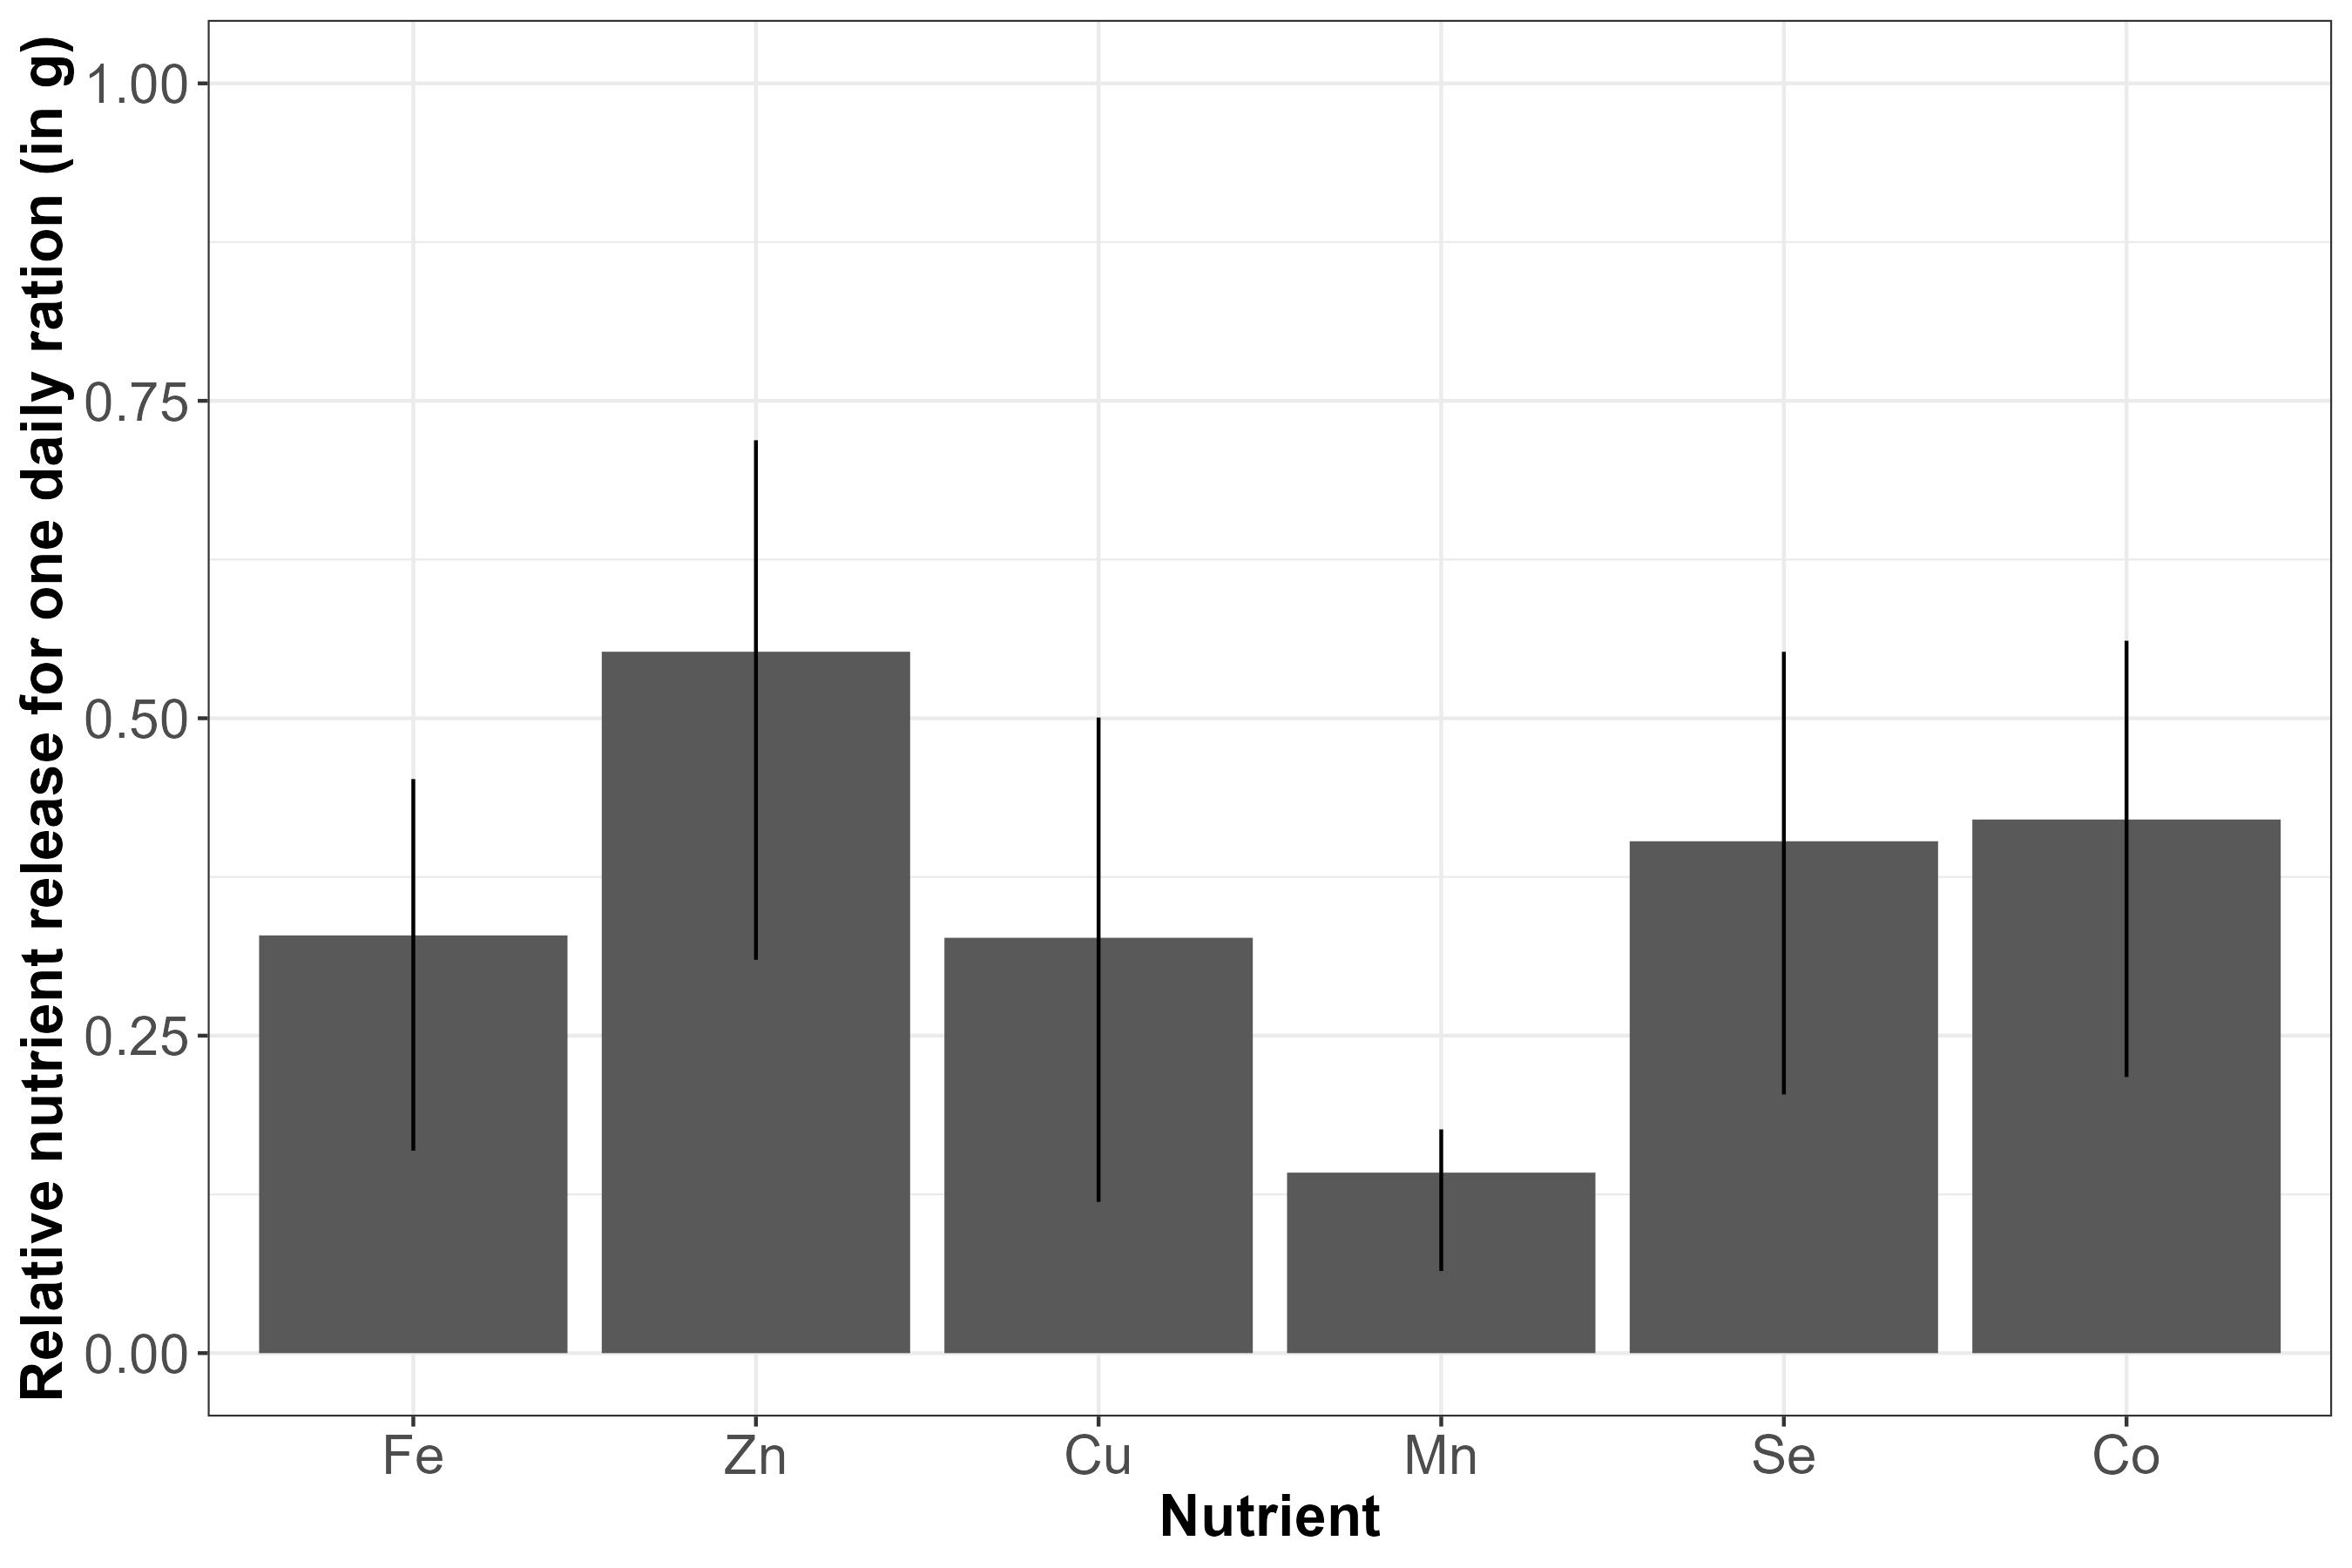 Relative nutrient release for one daily ration (in g)
1.00
0.75
0.50
0.25
0.00
Fe Zn Cu Mn Se Co
Nutrient